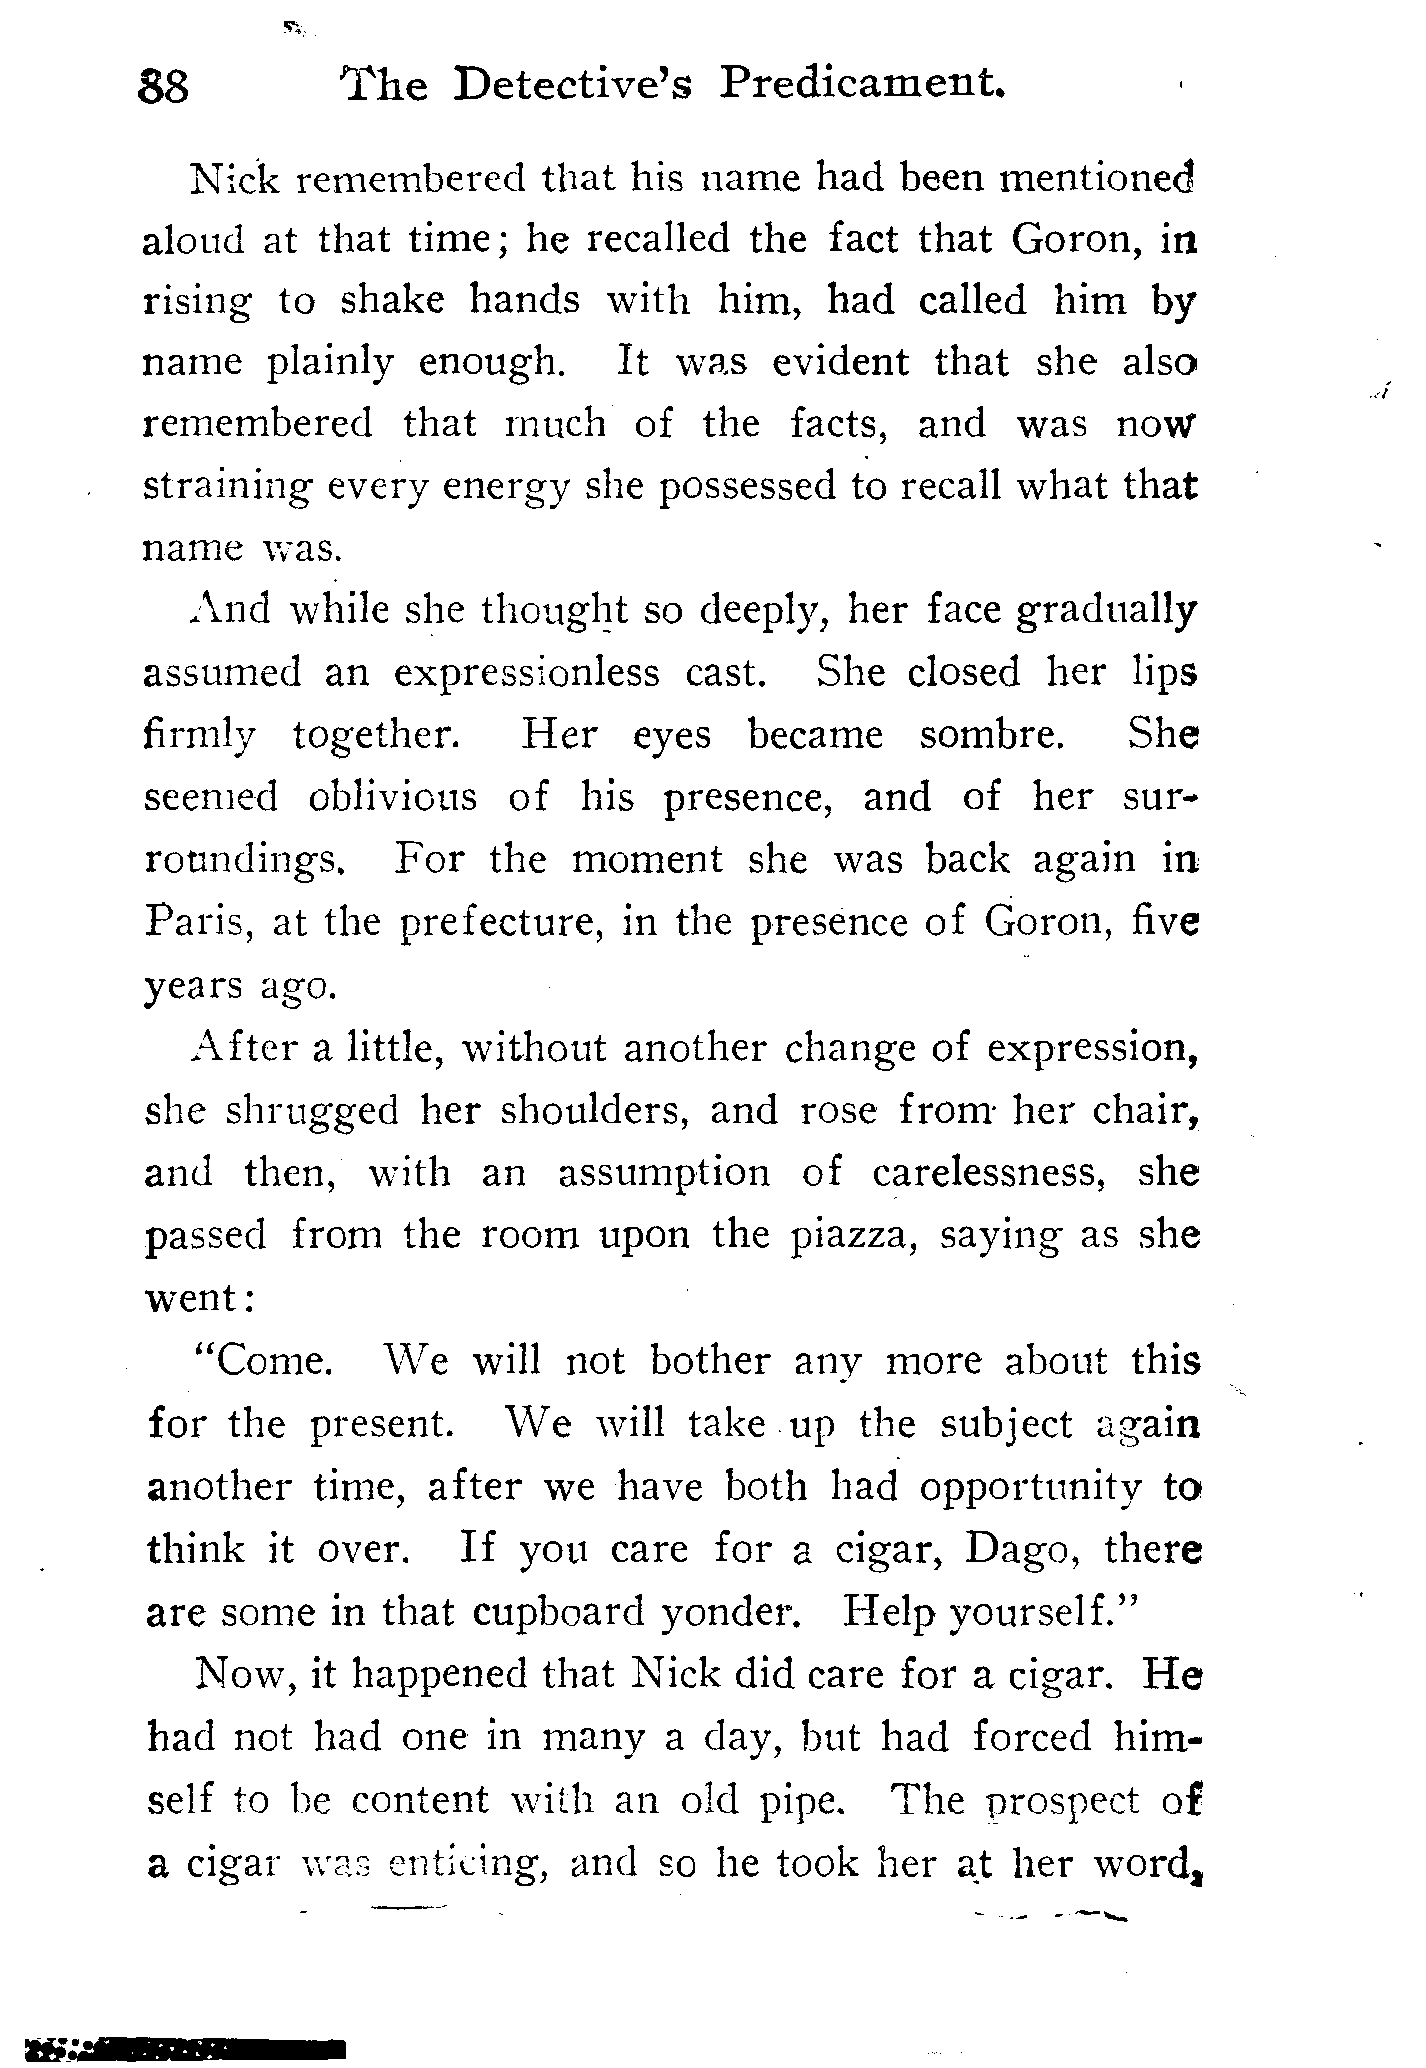 88 The Detective's Predicament.
Nick remembered that his name had been mentioned
aloud at that time; he recalled the fact that Goron, in
rising to shake hands with him, had called him by
name plainly enough. It was evident that she also
remembered that much of the facts, and was now
straining every energy she possessed to recall what that
name was.
And while she thought so deeply, her face gradually
assumed an expressionless cast. She closed her lips
firmly together. Her eyes became sombre. She
seemed oblivious of his presence, and of her sur-
roundings. For the moment she was back again in
Paris, at the prefecture, in the presence of Goron, five
years ago.
After a little, without another change of expression,
she shrugged her shoulders, and rose from her chair,
and then, with an assumption of carelessness, she
passed from the room upon the piazza, saying as she
went:
"Come. We will not bother any more about this
for the present. We will take up the subject again
another time, after we have both had opportunity to
think it over. If you care for a cigar, Dago, there
are some in that cupboard yonder. Help yourself."
Now, it happened that Nick did care for a cigar. He
had not had one in many a day, but had forced him-
self to be content with an old pipe. The prospect of
a cigar was enticing, and so he took her at her word,